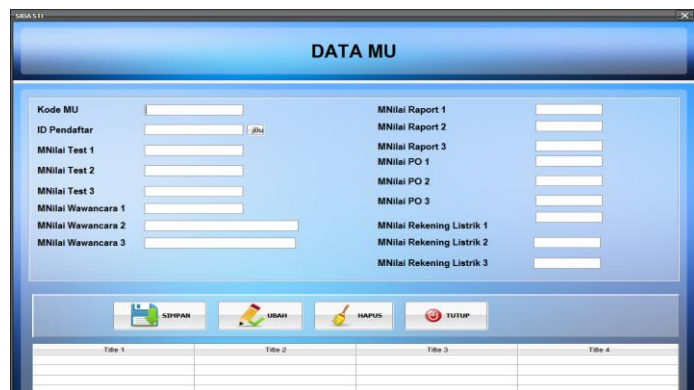 SIBASTI
DATA MU
Kode MU
ID Pendaftar
MNilai Test 1
MNilai Test 2
MNilai Test 3
MNilai Wawancara 1
MNilai Wawancara 2
MNilai Wawancara 3
MNilai Raport 1
MNilai Raport 2
MNilai Raport 3
MNilai PO 1
MNilai PO 2
MNilai PO 3
MNilai Rekening Listrik 1
MNilai Rekening Listrik 2
MNilai Rekening Listrik 3
SIMPAN UBAH HAPUS TUTUP
Title 1 Title 2 Title 3 Title 4